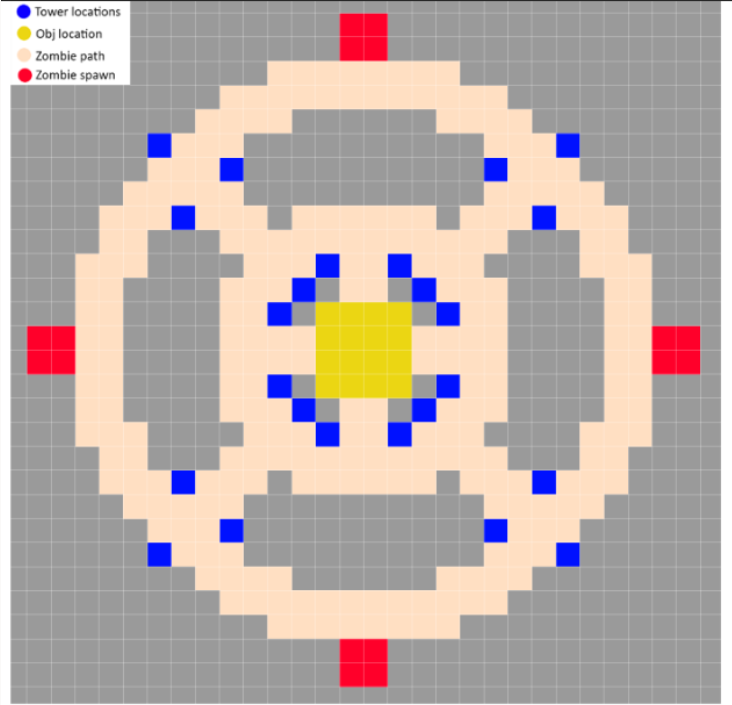 Tower locations
Obj location
Zombie path
Zombie spawn